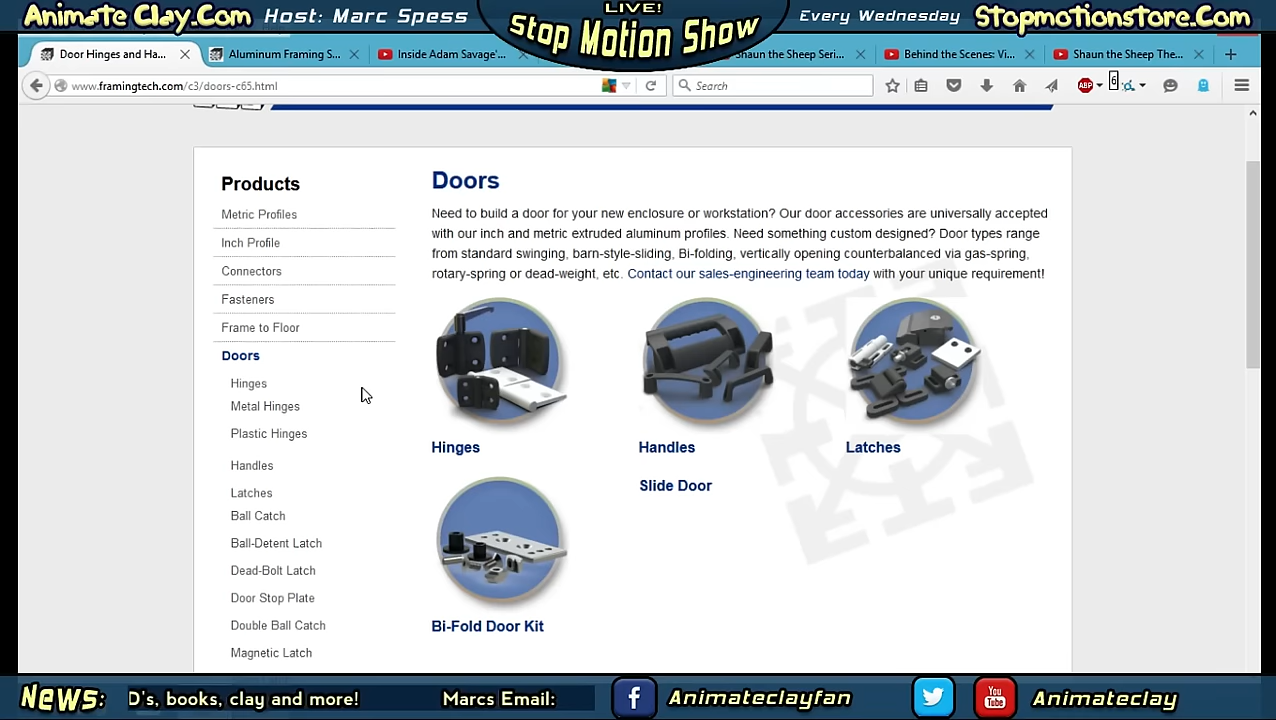 Animate Clay.Com
Host: Marc Spess
LIVE!
Stop Motion Show
Every Wednesday
Stopmotionstore.Com
Door Hinges and Ha...
Aluminum Framing S...
Inside Adam Savage'...
Shaun the Sheep Seri...
Behind the Scenes: Vi...
Shaun the Sheep The...
www.framingtech.com/c3/doors-c65.html
Search
ABP
6
Products
Metric Profiles
Inch Profile
Connectors
Fasteners
Frame to Floor
Doors
Hinges
Metal Hinges
Plastic Hinges
Handles
Latches
Ball Catch
Ball-Detent Latch
Dead-Bolt Latch
Door Stop Plate
Double Ball Catch
Magnetic Latch
Doors
Need to build a door for your new enclosure or workstation? Our door accessories are universally accepted
with our inch and metric extruded aluminum profiles. Need something custom designed? Door types range
from standard swinging, barn-style-sliding, Bi-folding, vertically opening counterbalanced via gas-spring,
rotary-spring or dead-weight, etc. Contact our sales-engineering team today with your unique requirement!
Hinges
Handles
Latches
Slide Door
Bi-Fold Door Kit
News:
D's, books, clay and more!
Marcs Email:
Animateclayfan
You
Tube
Animateclay